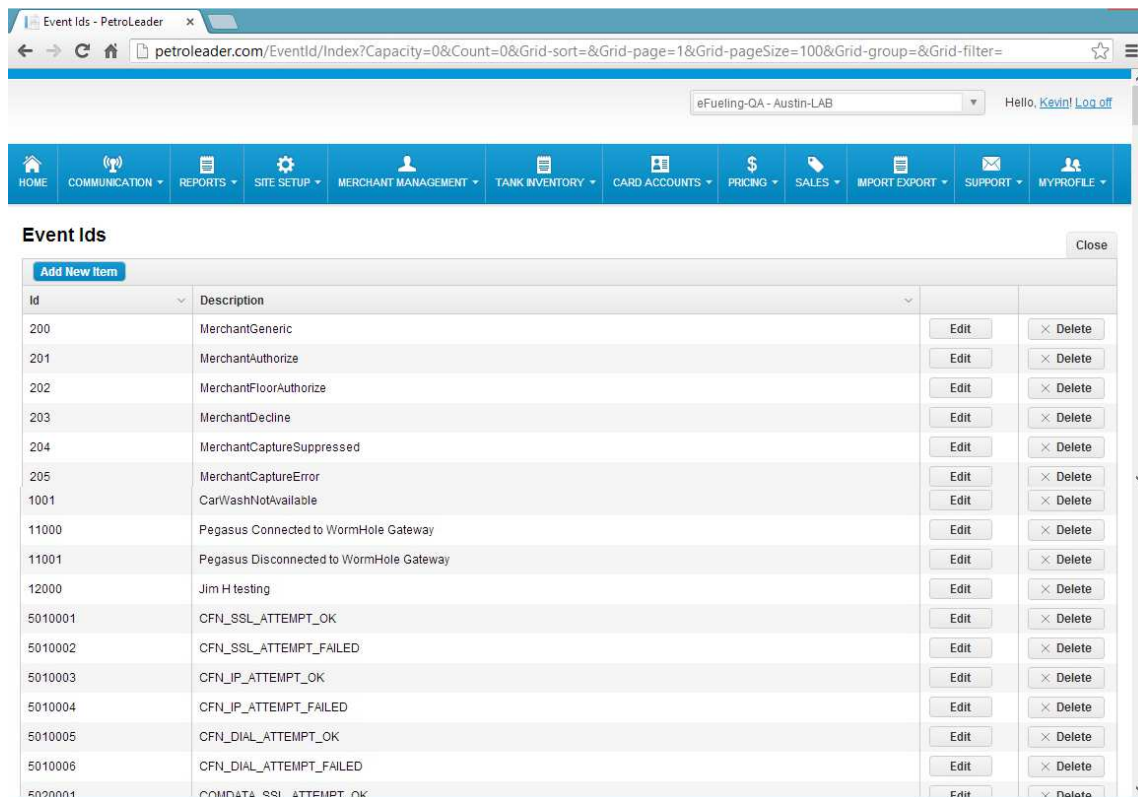 Event Ids - PetroLeader
petroleader.com/EventId/Index?Capacity=0&Count=0&Grid-sort=&Grid-page=1&Grid-pageSize=100&Grid-group=&Grid-filter=
eFueling-QA - Austin-LAB Hello, Kevin! Log off
HOME COMMUNICATION REPORTS SITE SETUP MERCHANT MANAGEMENT TANK INVENTORY CARD ACCOUNTS PRICING SALES IMPORT EXPORT SUPPORT MYPROFILE
Event Ids
Close
Add New Item
Id Description
200 MerchantGeneric Edit Delete
201 MerchantAuthorize Edit Delete
202 MerchantFloorAuthorize Edit Delete
203 MerchantDecline Edit Delete
204 MerchantCaptureSuppressed Edit Delete
205 MerchantCaptureError Edit Delete
1001 CarWashNotAvailable Edit Delete
11000 Pegasus Connected to WormHole Gateway Edit Delete
11001 Pegasus Disconnected to WormHole Gateway Edit Delete
12000 Jim H testing Edit Delete
5010001 CFN_SSL_ATTEMPT_OK Edit Delete
5010002 CFN_SSL_ATTEMPT_FAILED Edit Delete
5010003 CFN_IP_ATTEMPT_OK Edit Delete
5010004 CFN_IP_ATTEMPT_FAILED Edit Delete
5010005 CFN_DIAL_ATTEMPT_OK Edit Delete
5010006 CFN_DIAL_ATTEMPT_FAILED Edit Delete
5020001 COMDATA_SSL_ATTEMPT_OK Edit Delete